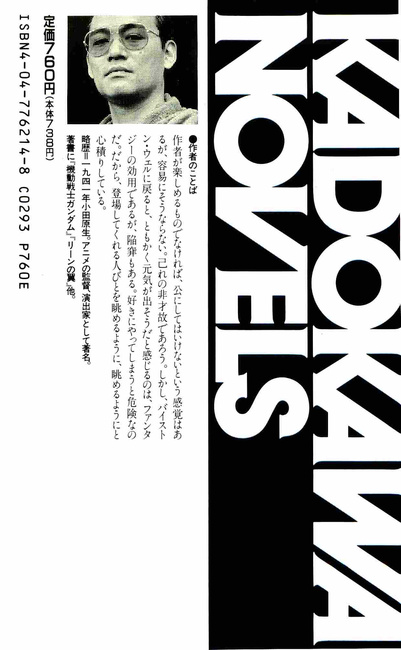 KADOKAWA
NOVELS
●作者のことば
作者が楽しめるものでなければ、公にしてはいけないという感覚はあ
るが、容易にそうならない。己れの非才故であろう。しかし、バイスト
ン・ウェルに戻ると、ともかく元気が出そうだと感じるのは、ファンタ
ジーの効用であるが、陥穽もある。好きにやってしまうと危険なの
だ。だから、登場してくれる人びとを眺めるように、眺めるようにと
心積りしている。
略歴＝一九四一年小田原生。アニメの監督、演出家として著名。
著書に『機動戦士ガンダム』『リーンの翼』他。
定価760円(本体738円)
ISBN4-04-776214-8 C0293 P760E